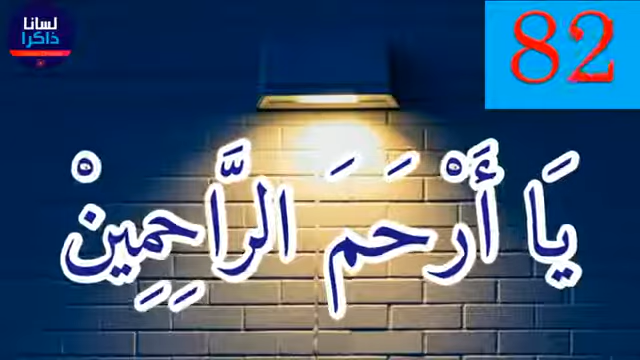 لسانا
ذاكرا
82
يَا أَرْحَمَ الرَّاحِمِينْ